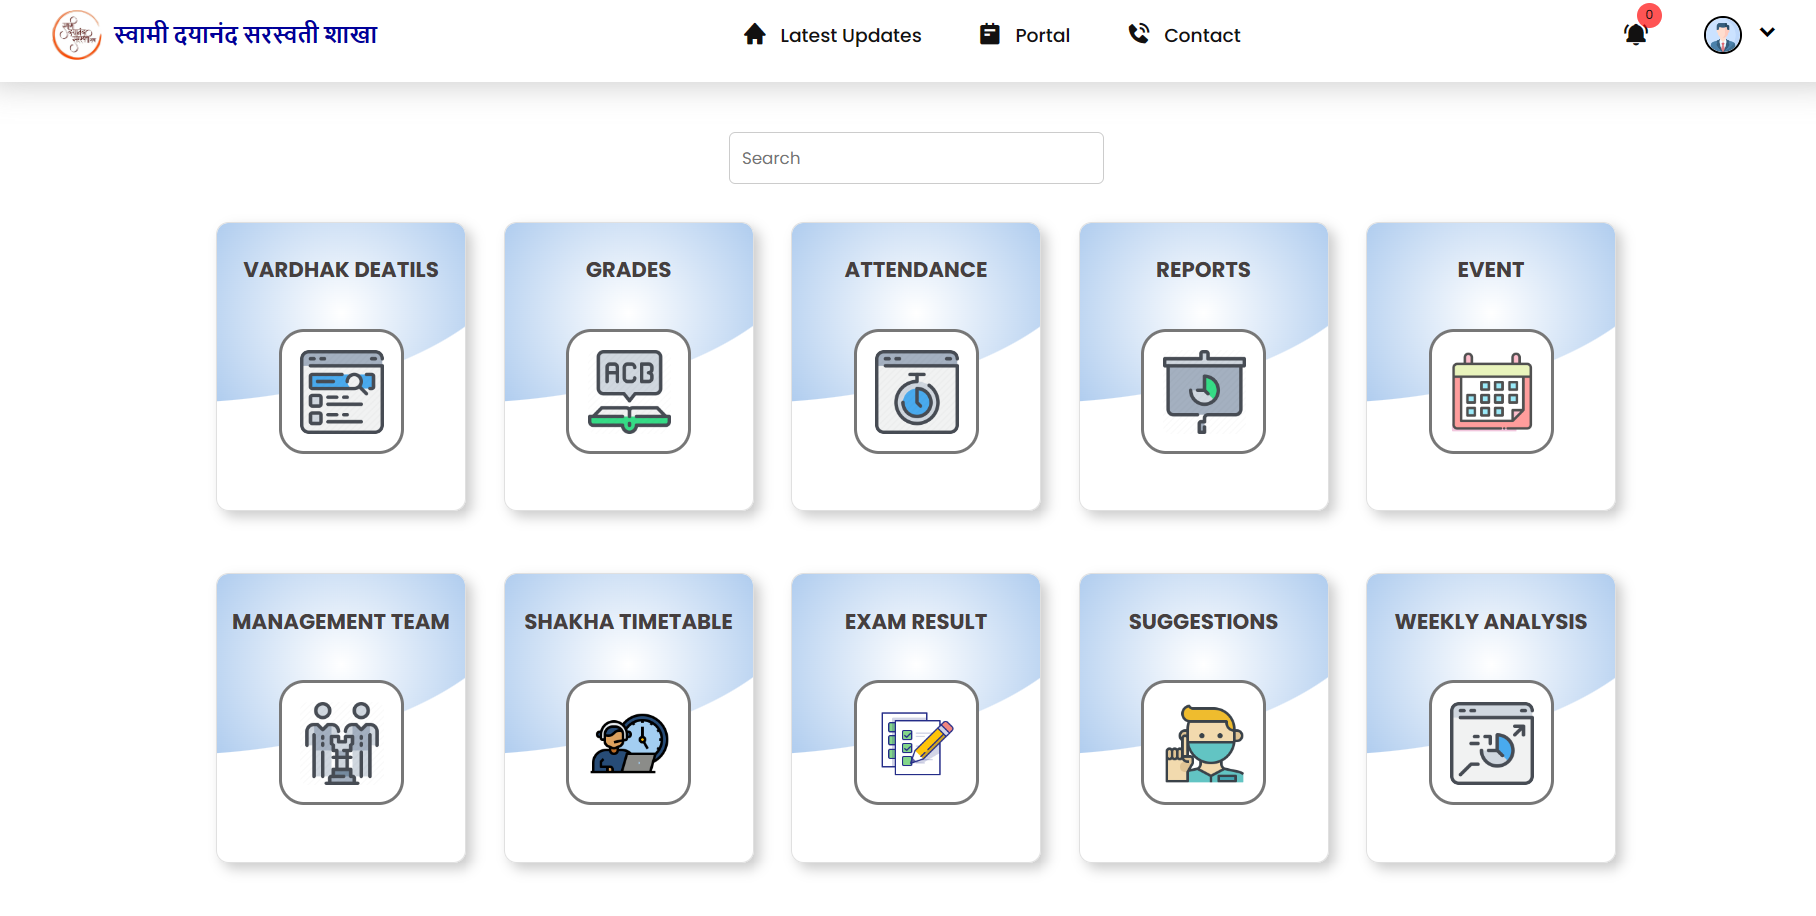 स्वामी दयानंद सरस्वती शाखा
Latest Updates
Portal
Contact
0
Search
VARDHAK DEATILS
GRADES
ATTENDANCE
REPORTS
EVENT
ACB
MANAGEMENT TEAM
SHAKHA TIMETABLE
EXAM RESULT
SUGGESTIONS
WEEKLY ANALYSIS